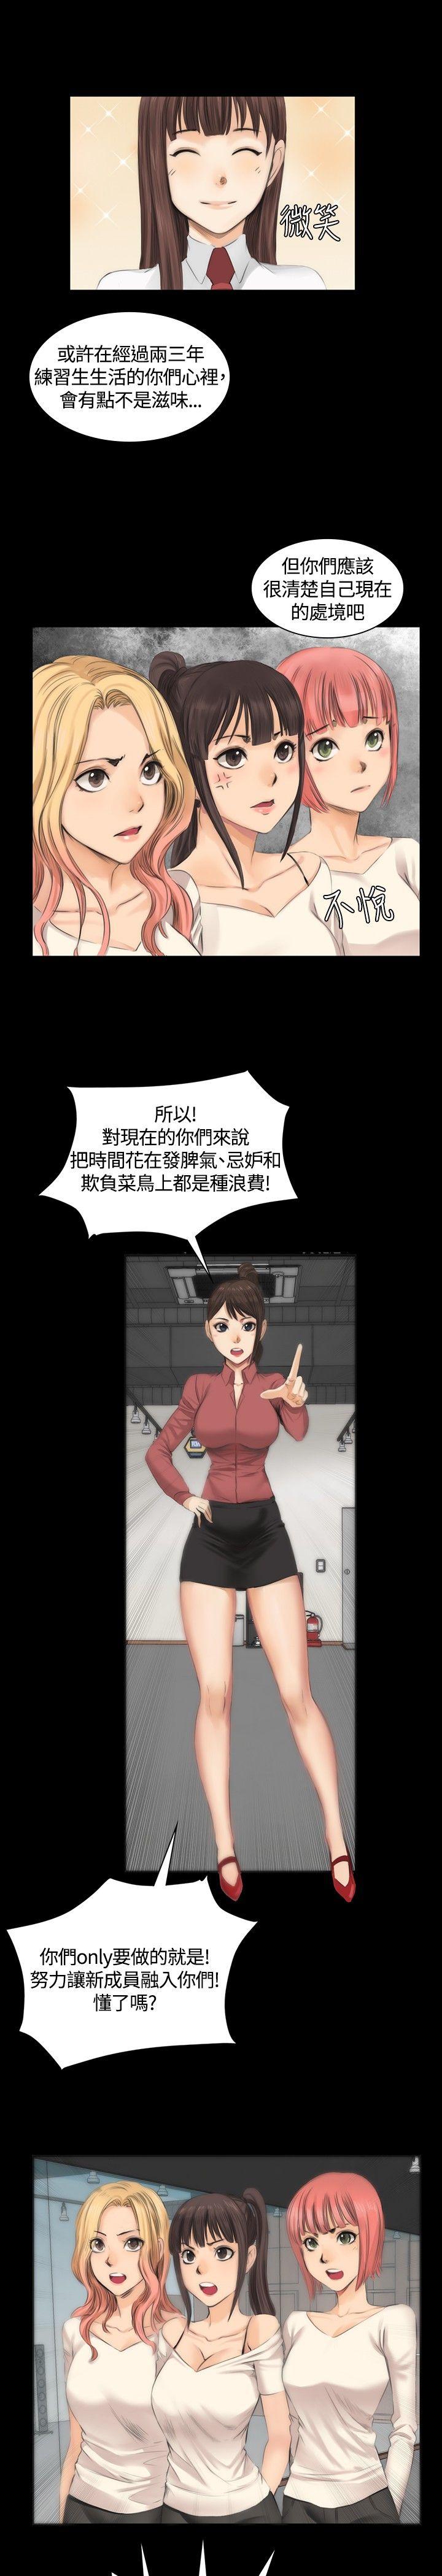 微笑
或許在經過兩三年
練習生生活的你們心裡,
會有點不是滋味...
但你們應該
很清楚自己現在
的處境吧
不悅
所以!
對現在的你們來說
把時間花在發脾氣、忌妒和
欺負菜鳥上都是種浪費!
你們only要做的就是!
努力讓新成員融入你們!
懂了嗎?